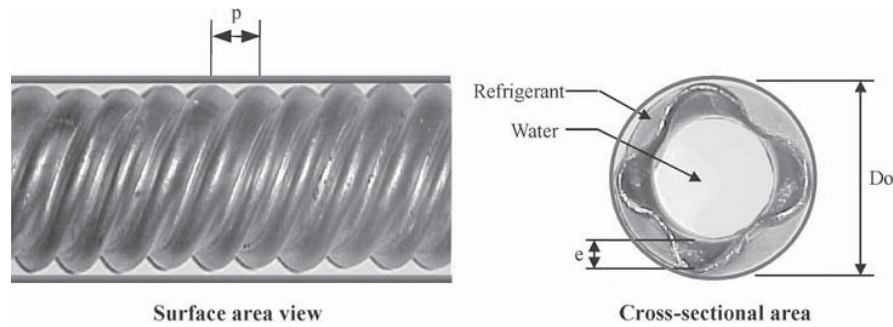 p
Refrigerant
Water
Do
e
Surface area view
Cross-sectional area